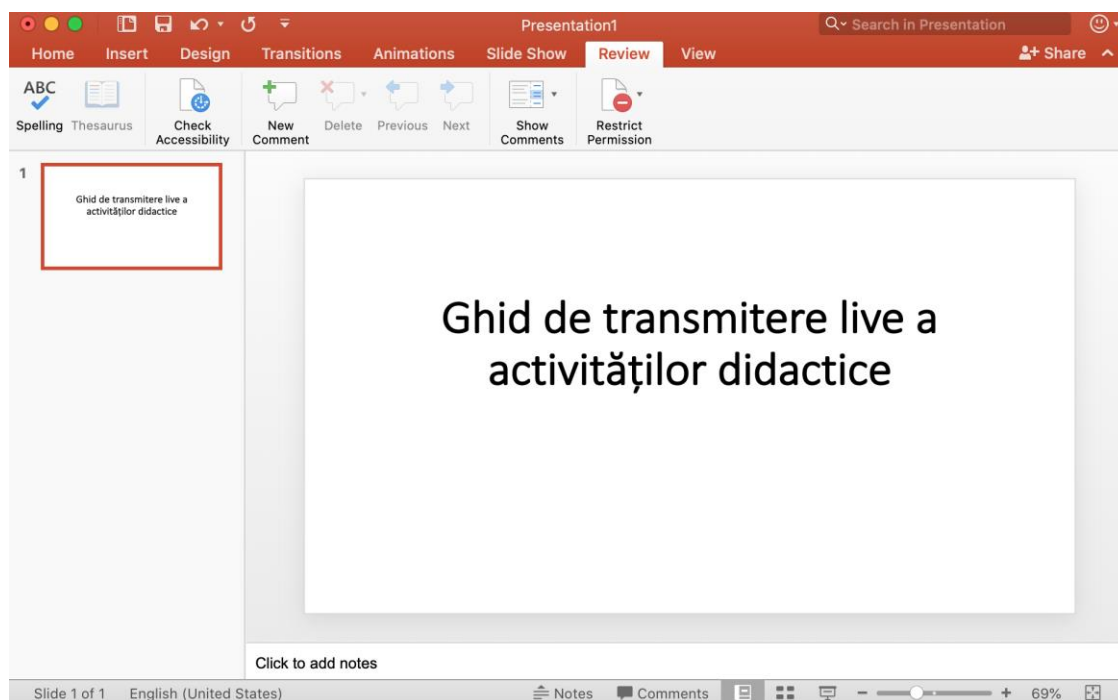 Presentation1
Search in Presentation
Home Insert Design Transitions Animations Slide Show Review View Share
ABC
Spelling Thesaurus Check Accessibility New Comment Delete Previous Next Show Comments Restrict Permission
1
Ghid de transmitere live a
activităților didactice
Ghid de transmitere live a
activităților didactice
Click to add notes
Slide 1 of 1 English (United States) Notes Comments 69%